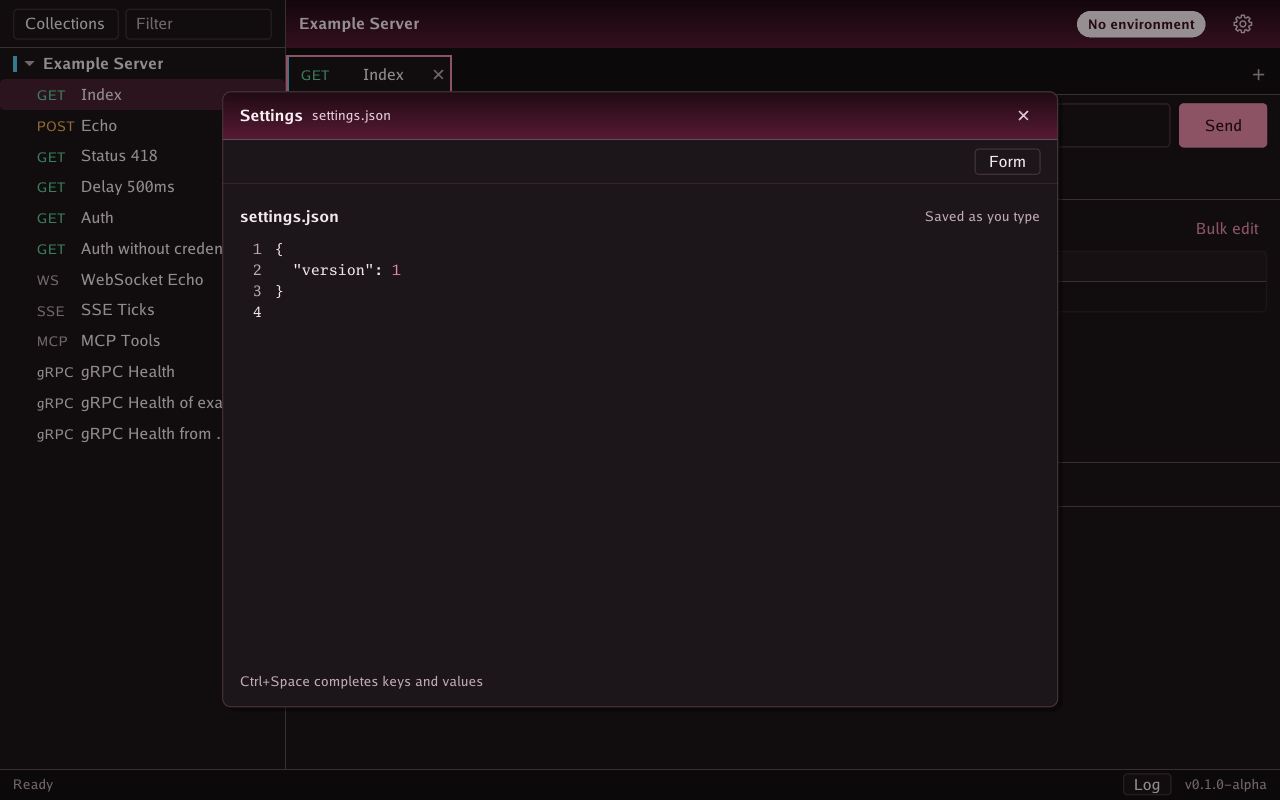 Collections
Filter
Example Server
No environment
Example Server
GET Index
POST Echo
GET Status 418
GET Delay 500ms
GET Auth
GET Auth without creden
WS WebSocket Echo
SSE SSE Ticks
MCP MCP Tools
gRPC gRPC Health
gRPC gRPC Health of exa
gRPC gRPC Health from .
GET Index
Send
Bulk edit
Settings settings.json
Form
settings.json
Saved as you type
1 {
2 "version": 1
3 }
4
Ctrl+Space completes keys and values
Ready
Log
v0.1.0-alpha